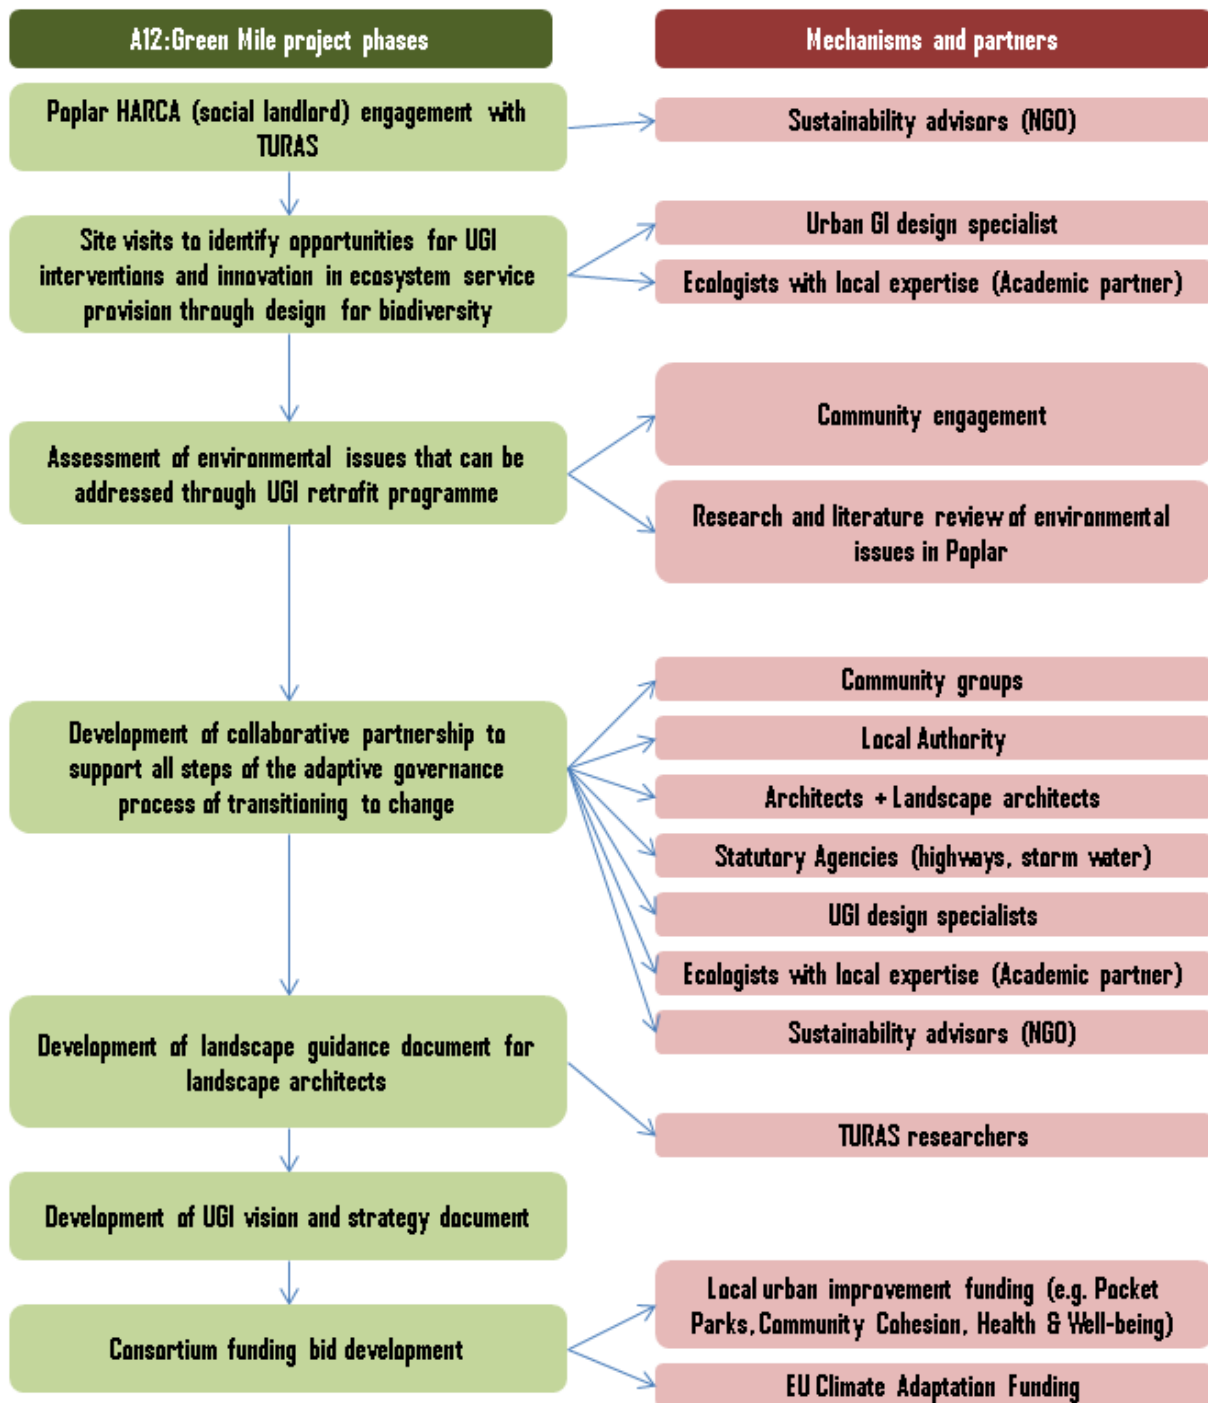 A12:Green Mile project phases
Mechanisms and partners
Poplar HARCA (social landlord) engagement with
TURAS
Sustainability advisors (NGO)
Site visits to identify opportunities for UGI
interventions and innovation in ecosystem service
provision through design for biodiversity
Urban GI design specialist
Ecologists with local expertise (Academic partner)
Assessment of environmental issues that can be
addressed through UGI retrofit programme
Community engagement
Research and literature review of environmental
issues in Poplar
Development of collaborative partnership to
support all steps of the adaptive governance
process of transitioning to change
Community groups
Local Authority
Architects + Landscape architects
Statutory Agencies (highways, storm water)
UGI design specialists
Ecologists with local expertise (Academic partner)
Sustainability advisors (NGO)
Development of landscape guidance document for
landscape architects
TURAS researchers
Development of UGI vision and strategy document
Consortium funding bid development
Local urban improvement funding (e.g. Pocket
Parks, Community Cohesion, Health & Well-being)
EU Climate Adaptation Funding